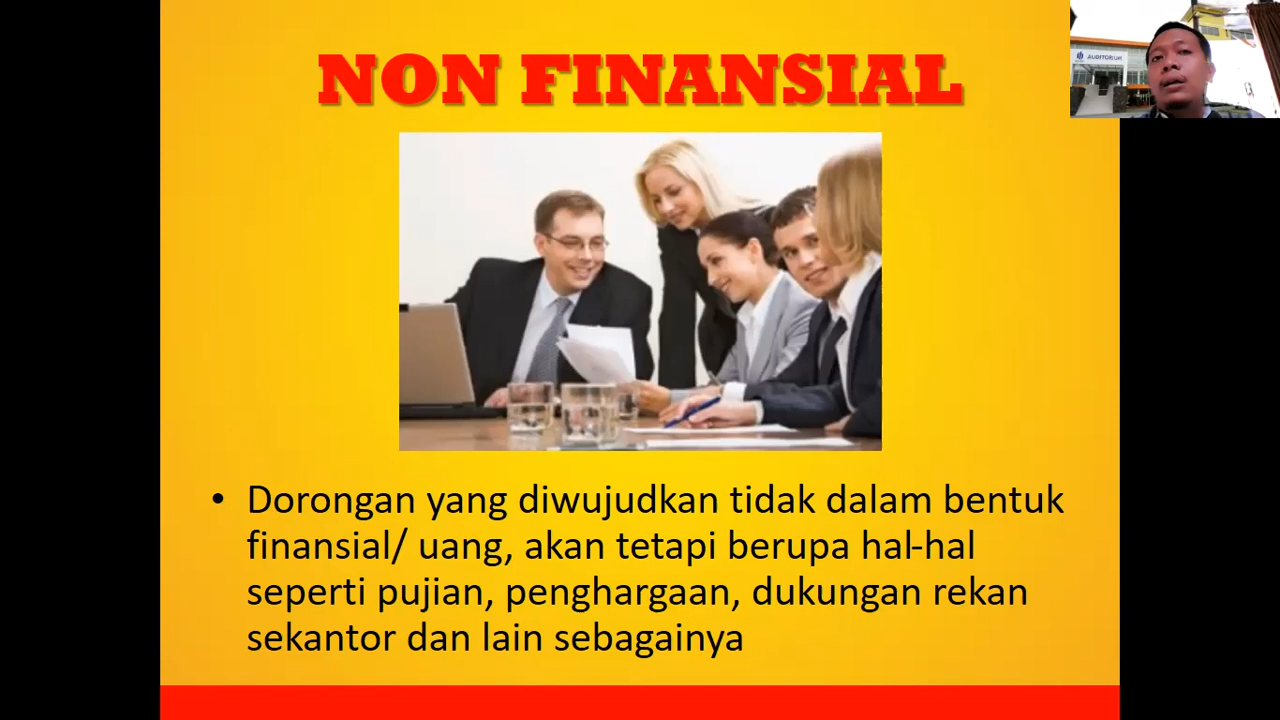 NON FINANSIAL
AUDITORIUM
• Dorongan yang diwujudkan tidak dalam bentuk
finansial/ uang, akan tetapi berupa hal-hal
seperti pujian, penghargaan, dukungan rekan
sekantor dan lain sebagainya